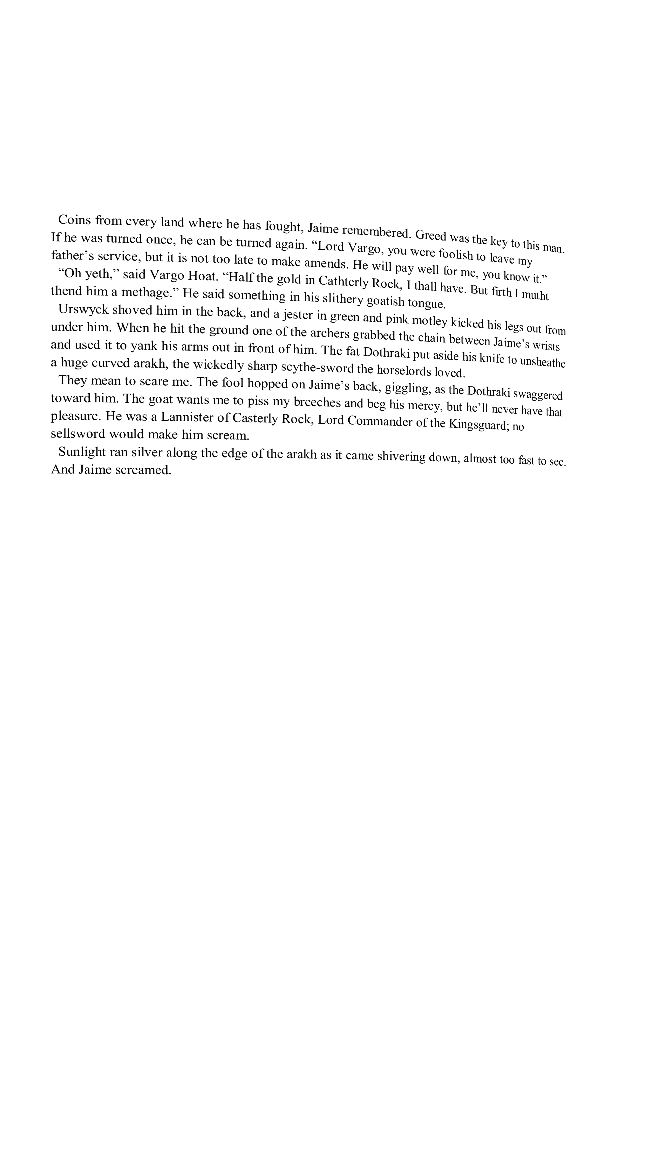 Coins from every land where he has fought, Jaime remembered. Greed was the key to this man.
If he was turned once, he can be turned again. “Lord Vargo, you were foolish to leave my
father’s service, but it is not too late to make amends. He will pay well for me, you know it.”
“Oh yeth,” said Vargo Hoat. “Half the gold in Cathterly Rock, I thall have. But firth I mutht
thend him a methage.” He said something in his slithery goatish tongue.
Urswyck shoved him in the back, and a jester in green and pink motley kicked his legs out from
under him. When he hit the ground one of the archers grabbed the chain between Jaime’s wrists
and used it to yank his arms out in front of him. The fat Dothraki put aside his knife to unsheathe
a huge curved arakh, the wickedly sharp scythe-sword the horselords loved.
They mean to scare me. The fool hopped on Jaime’s back, giggling, as the Dothraki swaggered
toward him. The goat wants me to piss my breeches and beg his mercy, but he’ll never have that
pleasure. He was a Lannister of Casterly Rock, Lord Commander of the Kingsguard; no
sellsword would make him scream.
Sunlight ran silver along the edge of the arakh as it came shivering down, almost too fast to see.
And Jaime screamed.